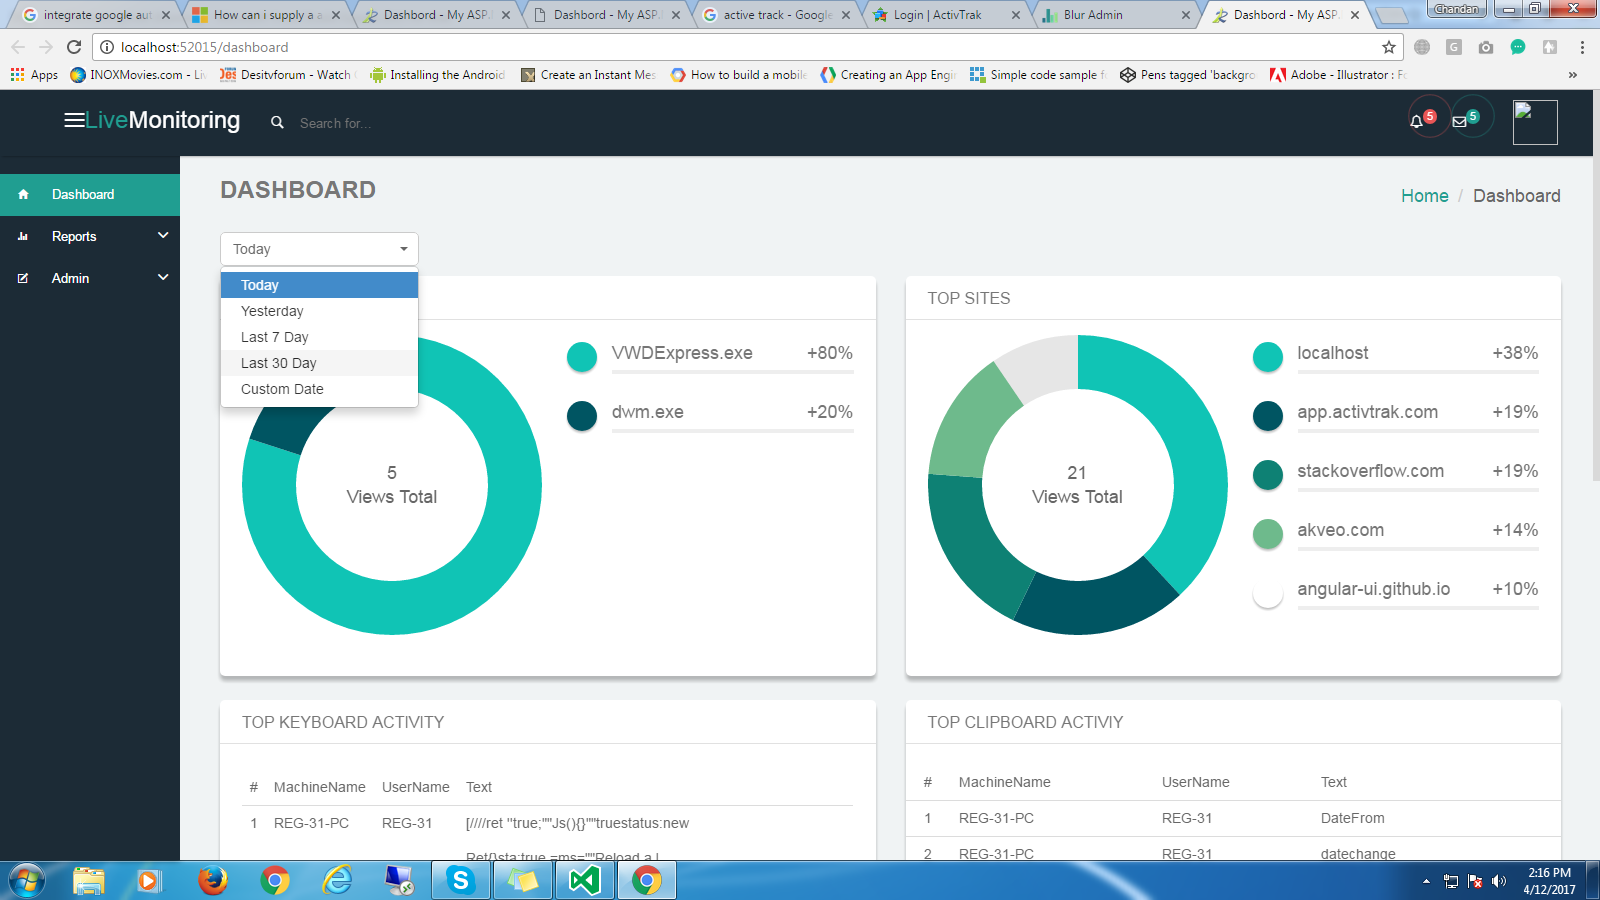 integrate google aut
How can i supply a a
Dashbord - My ASP.
Dashbord - My ASP.
active track - Google
Login | ActivTrak
Blur Admin
Dashbord - My ASP.
Chandan
localhost:52015/dashboard
Apps
INOXMovies.com - Liv
Desitvforum - Watch
Installing the Android
Create an Instant Mes
How to build a mobile
Creating an App Engi
Simple code sample f
Pens tagged 'backgro
Adobe - Illustrator : Fo
»
LiveMonitoring
Search for...
5
5
Dashboard
Reports
Admin
DASHBOARD
Home / Dashboard
Today
Today
Yesterday
Last 7 Day
Last 30 Day
Custom Date
5
Views Total
VWDExpress.exe +80%
dwm.exe +20%
TOP SITES
21
Views Total
localhost +38%
app.activtrak.com +19%
stackoverflow.com +19%
akveo.com +14%
angular-ui.github.io +10%
TOP KEYBOARD ACTIVITY
# MachineName UserName Text
1 REG-31-PC REG-31 [////ret "true;""Js(){}""truestatus:new
TOP CLIPBOARD ACTIVIY
# MachineName UserName Text
1 REG-31-PC REG-31 DateFrom
2 REG-31-PC REG-31 datechange
2:16 PM
4/12/2017